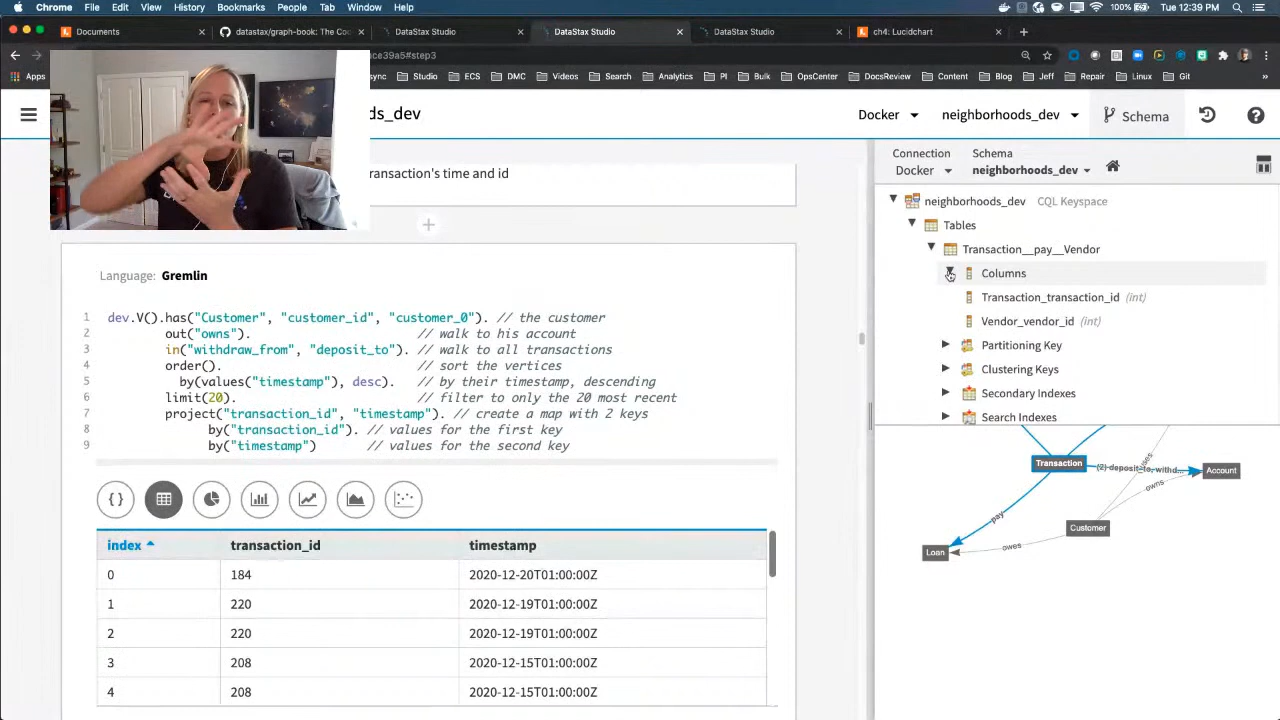 Chrome File Edit View History Bookmarks People Tab Window Help 100% Tue 12:39 PM
Documents datastax/graph-book: The Co DataStax Studio DataStax Studio DataStax Studio ch4: Lucidchart
ace39a5#step3
Apps sync Studio ECS DMC Videos Search Analytics PI Bulk OpsCenter DocsReview Content Blog Jeff Repair Linux Git
ds_dev Docker neighborhoods_dev Schema
Connection Schema
Docker neighborhoods_dev
ransaction's time and id
neighborhoods_dev CQL Keyspace
Tables
Transaction__pay__Vendor
Columns
Transaction_transaction_id (int)
Vendor_vendor_id (int)
Partitioning Key
Clustering Keys
Secondary Indexes
Search Indexes
Language: Gremlin
1 dev.V().has("Customer", "customer_id", "customer_0"). // the customer
2 out("owns"). // walk to his account
3 in("withdraw_from", "deposit_to"). // walk to all transactions
4 order(). // sort the vertices
5 by(values("timestamp"), desc). // by their timestamp, descending
6 limit(20). // filter to only the 20 most recent
7 project("transaction_id", "timestamp"). // create a map with 2 keys
8 by("transaction_id"). // values for the first key
9 by("timestamp") // values for the second key
{}
index transaction_id timestamp
0 184 2020-12-20T01:00:00Z
1 220 2020-12-19T01:00:00Z
2 220 2020-12-19T01:00:00Z
3 208 2020-12-15T01:00:00Z
4 208 2020-12-15T01:00:00Z
Transaction (2) deposit_to, withd... Account
owns
pay
Customer
Loan owes